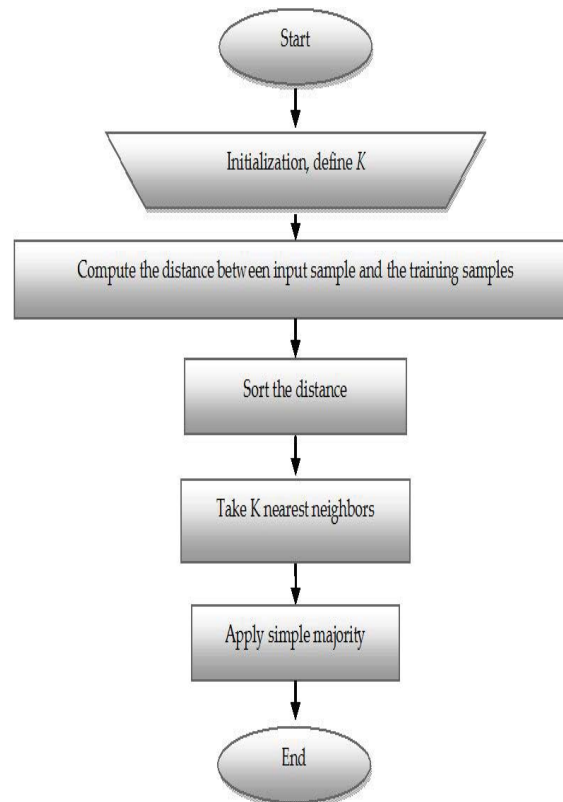 Start
Initialization, define K
Compute the distance between input sample and the training samples
Sort the distance
Take K nearest neighbors
Apply simple majority
End